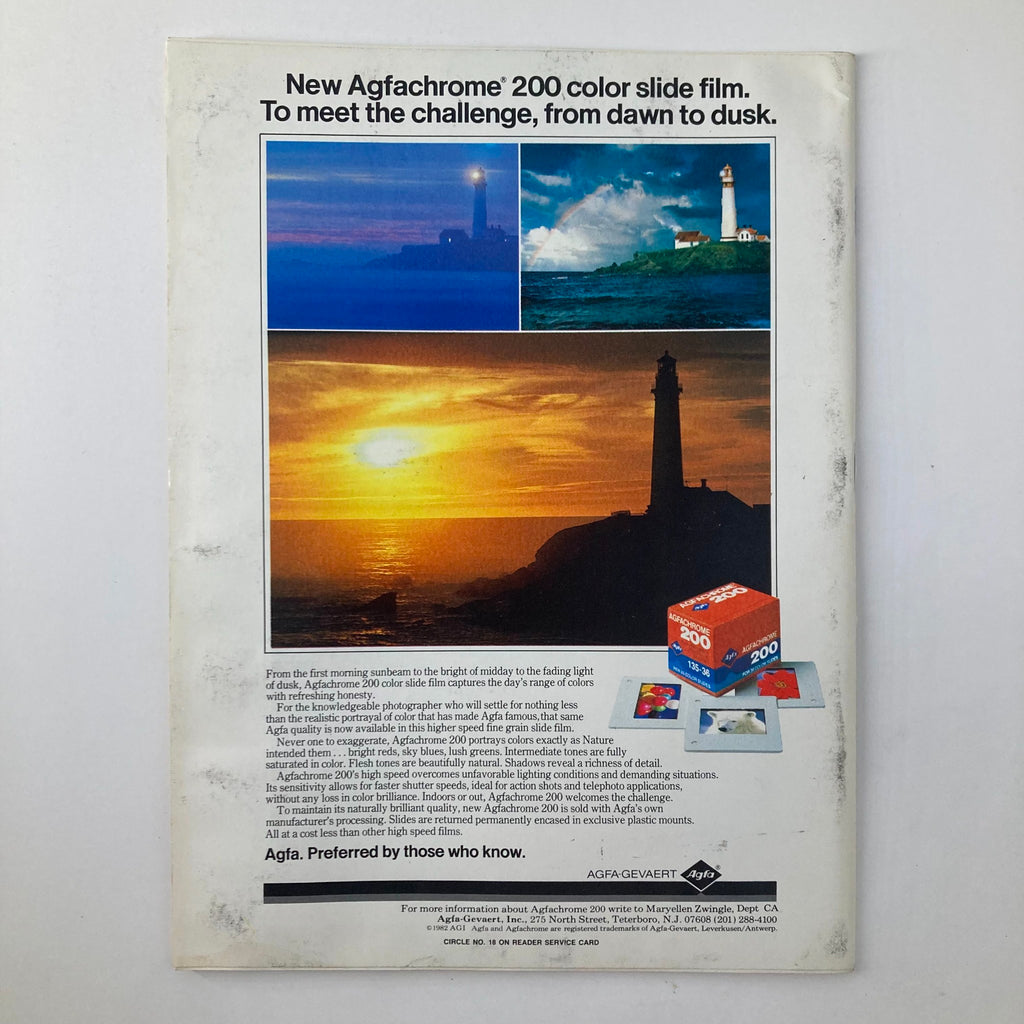 New Agfachrome® 200 color slide film.
To meet the challenge, from dawn to dusk.
AGFACHROME
200
AGFACHROME
200
Agfa
135-36
AGFACHROME
200
From the first morning sunbeam to the bright of midday to the fading light
of dusk, Agfachrome 200 color slide film captures the day's range of colors
with refreshing honesty.
For the knowledgeable photographer who will settle for nothing less
than the realistic portrayal of color that has made Agfa famous, that same
Agfa quality is now available in this higher speed fine grain slide film.
Never one to exaggerate, Agfachrome 200 portrays colors exactly as Nature
intended them . . . bright reds, sky blues, lush greens. Intermediate tones are fully
saturated in color. Flesh tones are beautifully natural. Shadows reveal a richness of detail.
Agfachrome 200's high speed overcomes unfavorable lighting conditions and demanding situations.
Its sensitivity allows for faster shutter speeds, ideal for action shots and telephoto applications,
without any loss in color brilliance. Indoors or out, Agfachrome 200 welcomes the challenge.
To maintain its naturally brilliant quality, new Agfachrome 200 is sold with Agfa's own
manufacturer's processing. Slides are returned permanently encased in exclusive plastic mounts.
All at a cost less than other high speed films.
Agfa. Preferred by those who know.
AGFA-GEVAERT Agfa®
For more information about Agfachrome 200 write to Maryellen Zwingle, Dept CA
Agfa-Gevaert, Inc., 275 North Street, Teterboro, N.J. 07608 (201) 288-4100
©1982 AGI Agfa and Agfachrome are registered trademarks of Agfa-Gevaert, Leverkusen/Antwerp.
CIRCLE NO. 18 ON READER SERVICE CARD